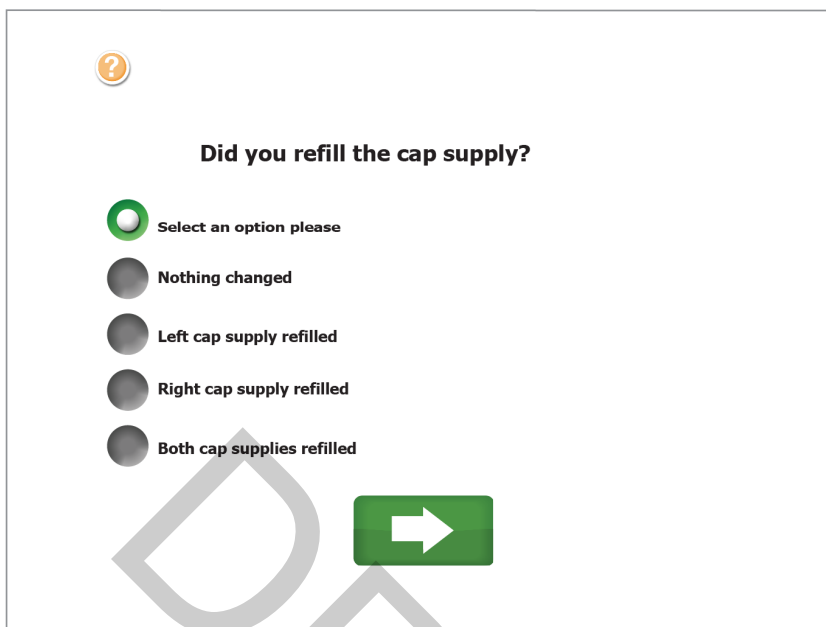 ?
Did you refill the cap supply?
Select an option please
Nothing changed
Left cap supply refilled
Right cap supply refilled
Both cap supplies refilled